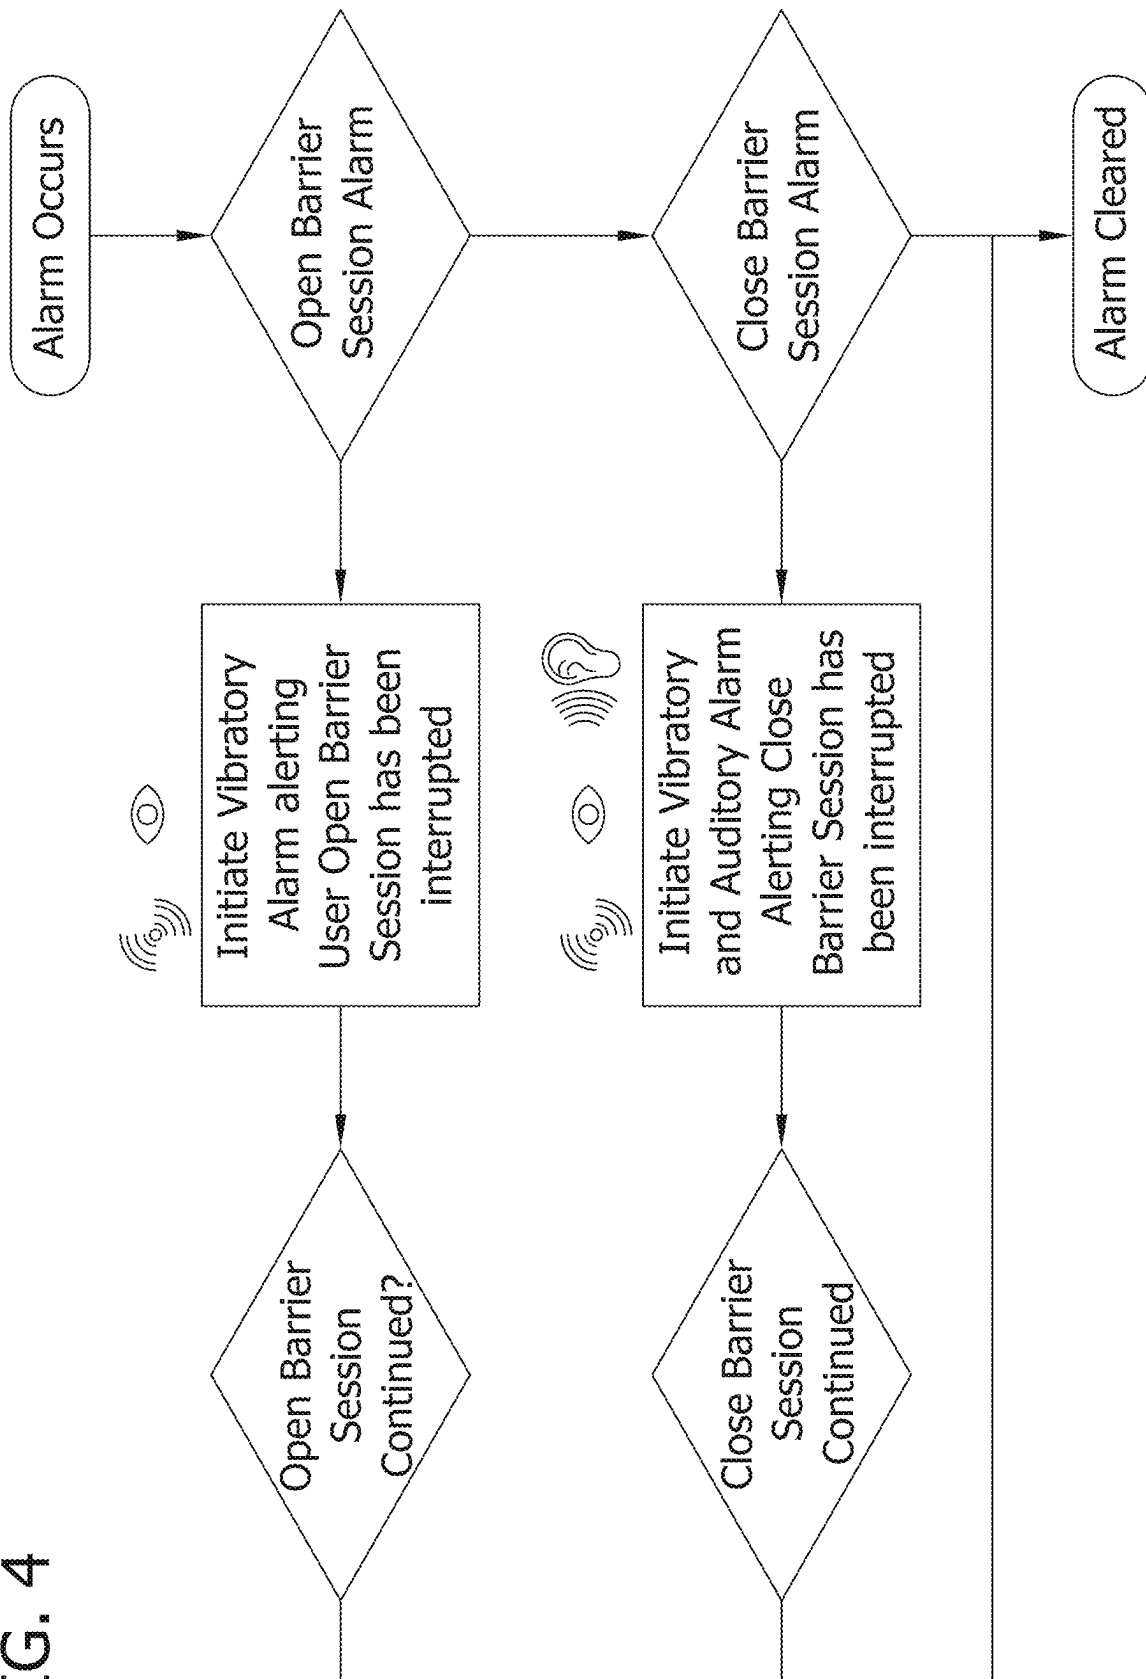 IG. 4
Alarm Occurs
Open Barrier
Session Alarm
Initiate Vibratory
Alarm alerting
User Open Barrier
Session has been
interrupted
Open Barrier
Session
Continued?
Close Barrier
Session Alarm
Initiate Vibratory
and Auditory Alarm
Alerting Close
Barrier Session has
been interrupted
Close Barrier
Session
Continued
Alarm Cleared